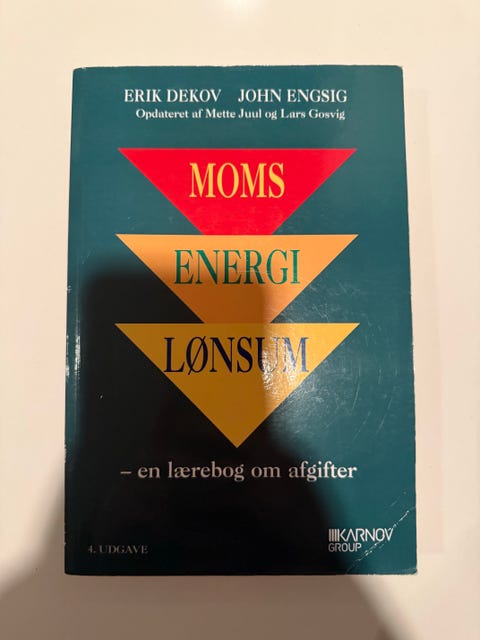 ERIK DEKOV JOHN ENGSIG
Opdateret af Mette Juul og Lars Gosvig
MOMS
ENERGI
LØNSUM
– en lærebog om afgifter
4. UDGAVE
KARNOV
GROUP